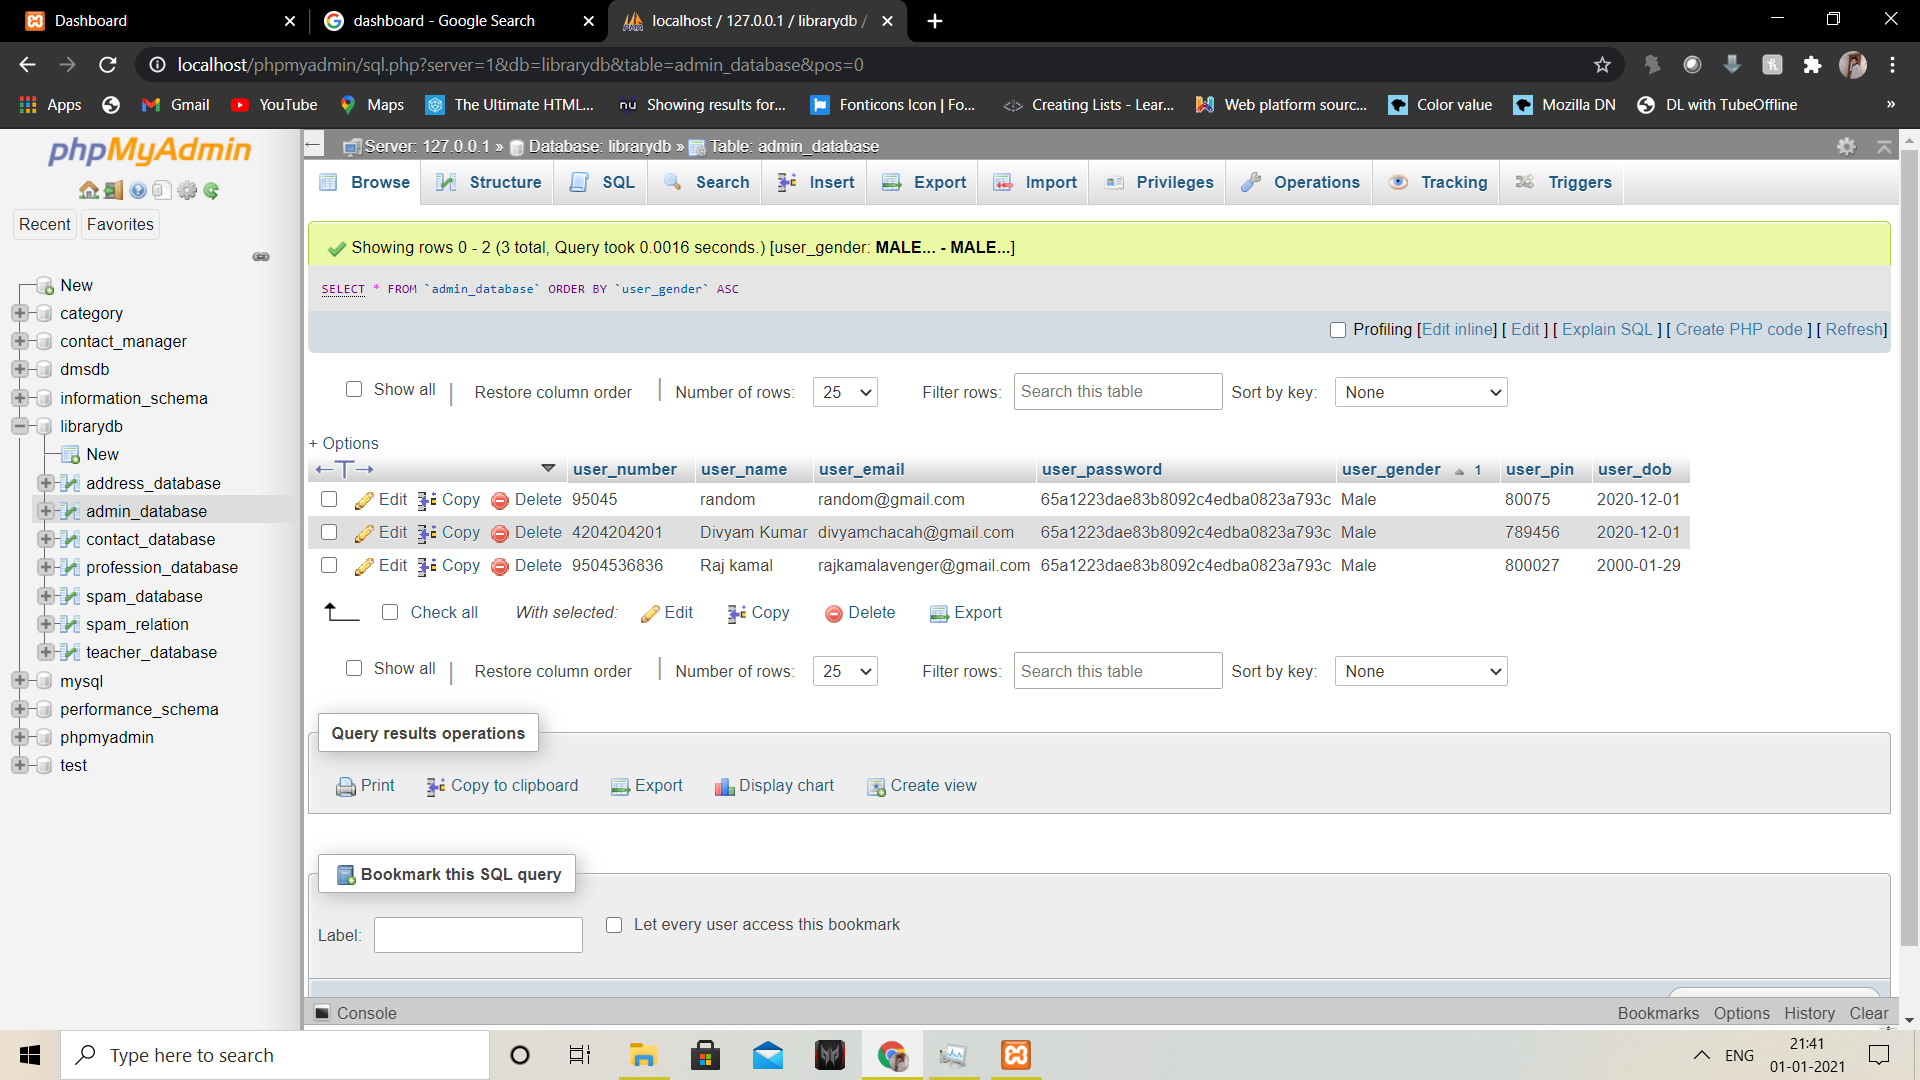 Dashboard
dashboard - Google Search
localhost / 127.0.0.1 / librarydb /
localhost/phpmyadmin/sql.php?server=1&db=librarydb&table=admin_database&pos=0
Apps Gmail YouTube Maps The Ultimate HTML... nu Showing results for... Fonticons Icon | Fo... Creating Lists - Lear... Web platform sourc... Color value Mozilla DN DL with TubeOffline »
phpMyAdmin
Recent Favorites
New
category
contact_manager
dmsdb
information_schema
librarydb
New
address_database
admin_database
contact_database
profession_database
spam_database
spam_relation
teacher_database
mysql
performance_schema
phpmyadmin
test
Server: 127.0.0.1 » Database: librarydb » Table: admin_database
Browse Structure SQL Search Insert Export Import Privileges Operations Tracking Triggers
Showing rows 0 - 2 (3 total, Query took 0.0016 seconds.) [user_gender: MALE... - MALE...]
SELECT * FROM `admin_database` ORDER BY `user_gender` ASC
Profiling [Edit inline] [ Edit ] [ Explain SQL ] [ Create PHP code ] [ Refresh]
Show all | Restore column order | Number of rows: 25 Filter rows: Search this table Sort by key: None
+ Options
user_number user_name user_email user_password user_gender 1 user_pin user_dob
Edit Copy Delete 95045 random random@gmail.com 65a1223dae83b8092c4edba0823a793c Male 80075 2020-12-01
Edit Copy Delete 4204204201 Divyam Kumar divyamchacah@gmail.com 65a1223dae83b8092c4edba0823a793c Male 789456 2020-12-01
Edit Copy Delete 9504536836 Raj kamal rajkamalavenger@gmail.com 65a1223dae83b8092c4edba0823a793c Male 800027 2000-01-29
Check all With selected: Edit Copy Delete Export
Show all | Restore column order | Number of rows: 25 Filter rows: Search this table Sort by key: None
Query results operations
Print Copy to clipboard Export Display chart Create view
Bookmark this SQL query
Label: Let every user access this bookmark
Console Bookmarks Options History Clear
Type here to search
ENG
21:41
01-01-2021